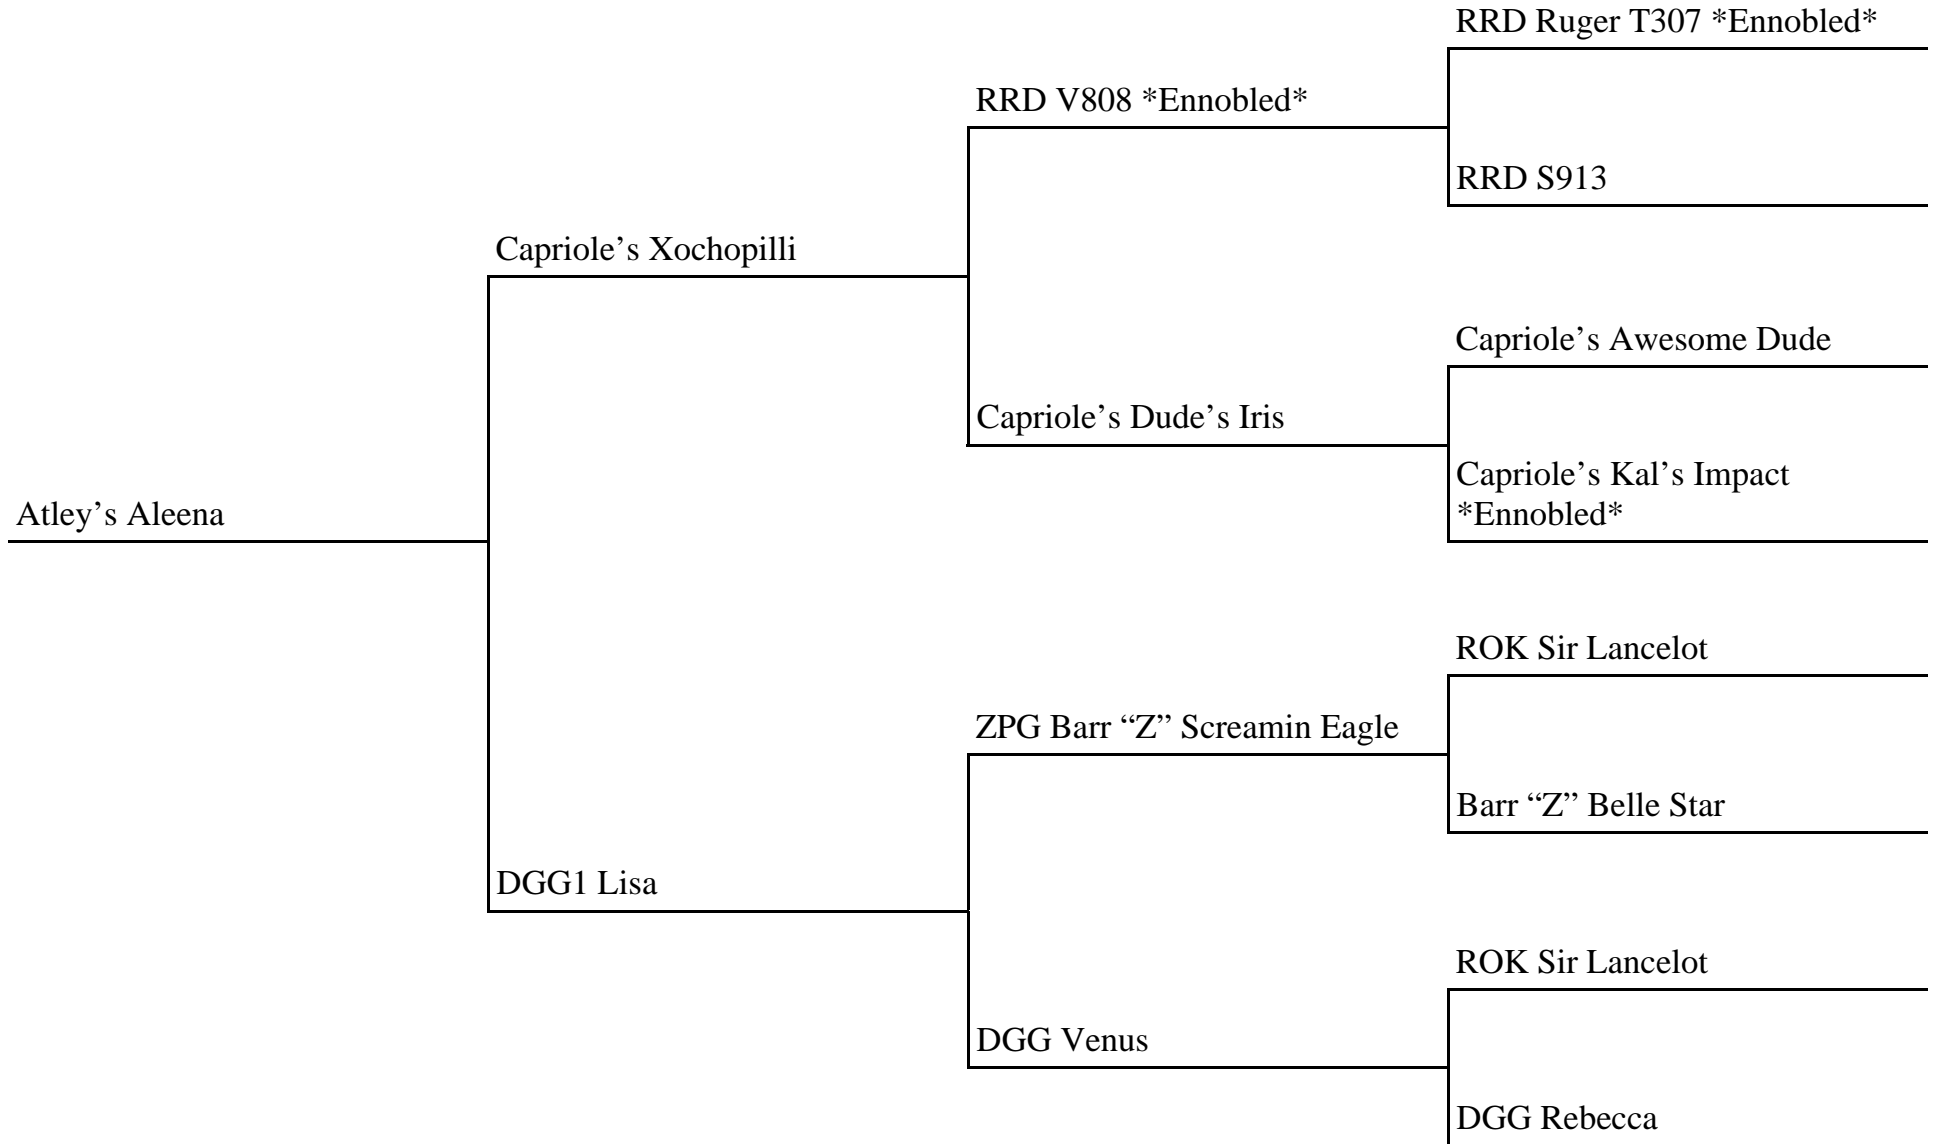 RRD Ruger T307 *Ennobled*
RRD V808 *Ennobled*
RRD S913
Capriole’s Xochopilli
Capriole’s Awesome Dude
Capriole’s Dude’s Iris
Capriole’s Kal’s Impact
*Ennobled*
Atley’s Aleena
ROK Sir Lancelot
ZPG Barr “Z” Screamin Eagle
Barr “Z” Belle Star
DGG1 Lisa
ROK Sir Lancelot
DGG Venus
DGG Rebecca